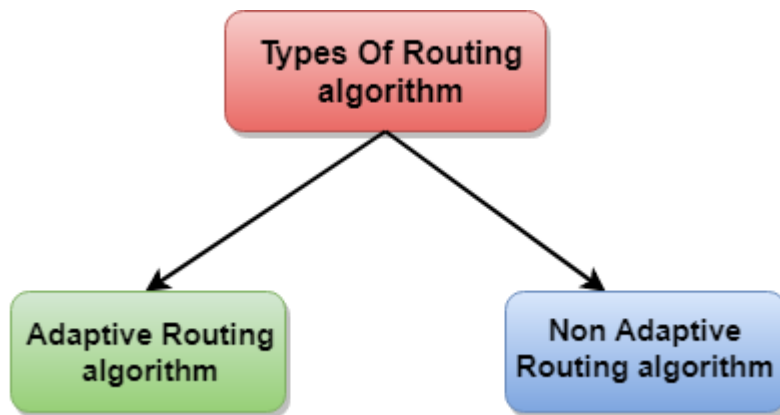 Types Of Routing
algorithm
Adaptive Routing
algorithm
Non Adaptive
Routing algorithm